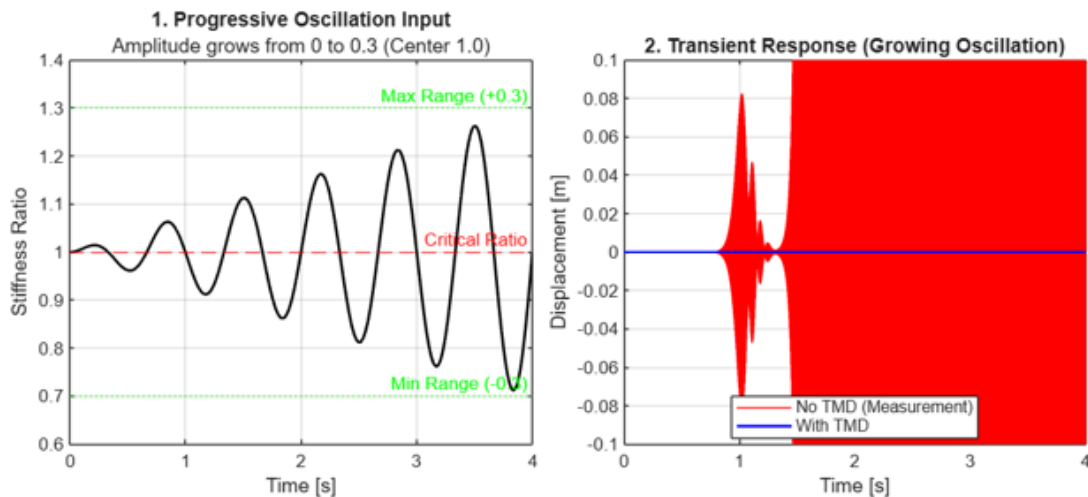 1. Progressive Oscillation Input
Amplitude grows from 0 to 0.3 (Center 1.0)
1.4
1.3
1.2
1.1
1
0.9
0.8
0.7
0.6
Stiffness Ratio
Max Range (+0.3)
Critical Ratio
Min Range (-0.3)
0
1
2
3
4
Time [s]
2. Transient Response (Growing Oscillation)
0.1
0.08
0.06
0.04
0.02
0
-0.02
-0.04
-0.06
-0.08
-0.1
Displacement [m]
No TMD (Measurement)
With TMD
0
1
2
3
4
Time [s]